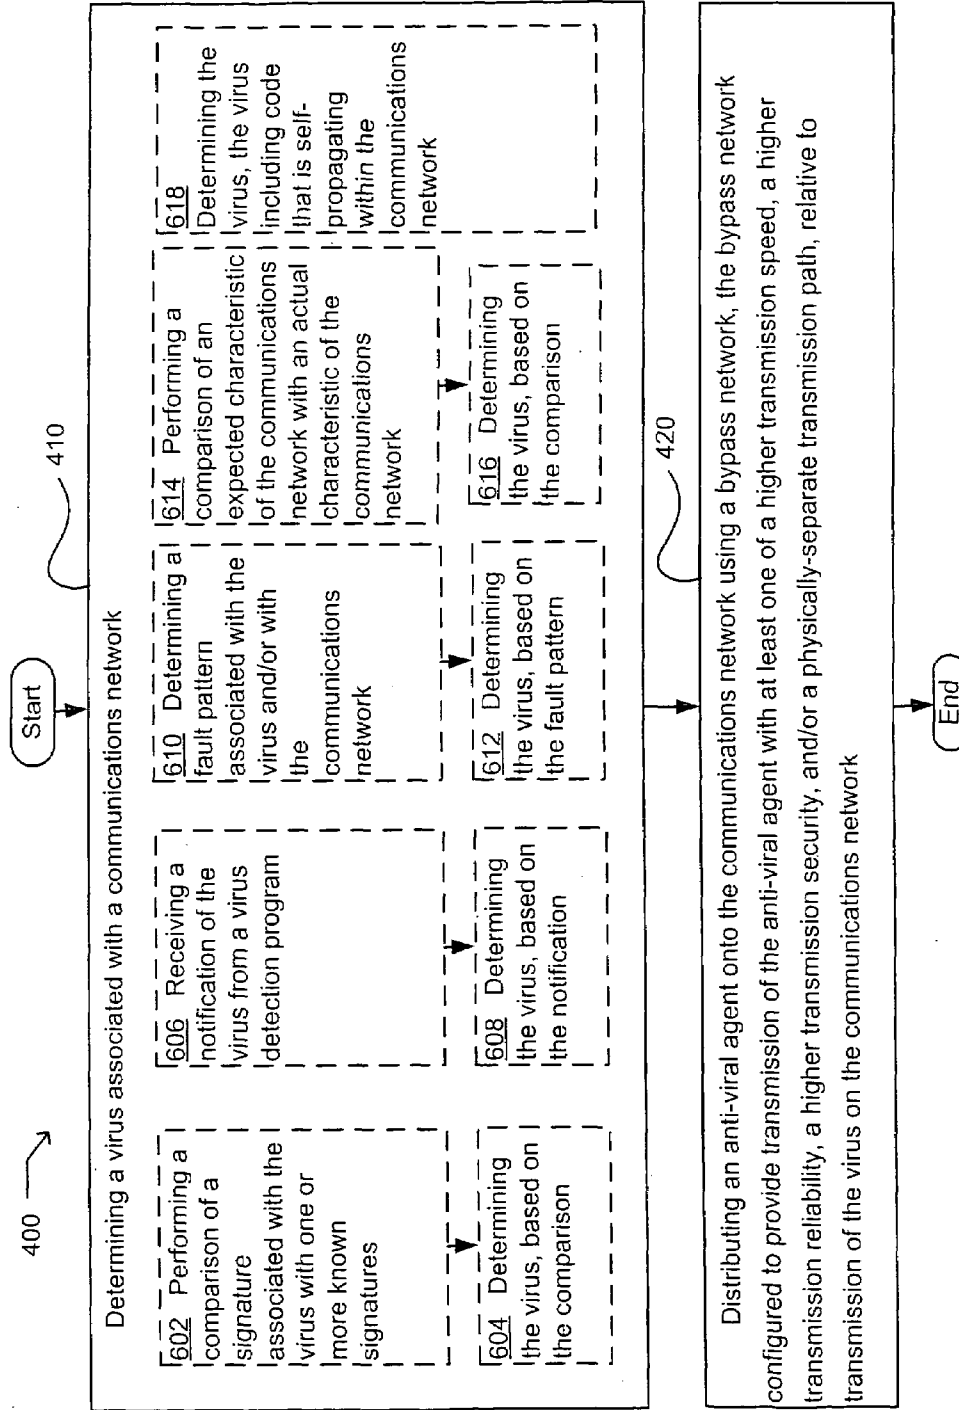 400
Start
410
Determining a virus associated with a communications network
602 Performing a
comparison of a
signature
associated with the
virus with one or
more known
signatures
604 Determining
the virus, based on
the comparison
606 Receiving a
notification of the
virus from a virus
detection program
608 Determining
the virus, based on
the notification
610 Determining a
fault pattern
associated with the
virus and/or with
the
communications
network
612 Determining
the virus, based on
the fault pattern
614 Performing a
comparison of an
expected characteristic
of the communications
network with an actual
characteristic of the
communications
network
616 Determining
the virus, based on
the comparison
618
Determining the
virus, the virus
including code
that is self-
propagating
within the
communications
network
420
Distributing an anti-viral agent onto the communications network using a bypass network, the bypass network
configured to provide transmission of the anti-viral agent with at least one of a higher transmission speed, a higher
transmission reliability, a higher transmission security, and/or a physically-separate transmission path, relative to
transmission of the virus on the communications network
End